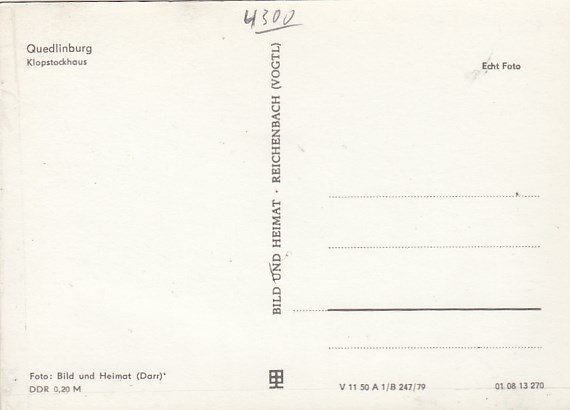 4300
Quedlinburg
Klopstockhaus
Echt Foto
BILD UND HEIMAT · REICHENBACH (VOGTL)
Foto: Bild und Heimat (Darr)*
DDR 0,20 M
V 11 50 A 1/B 247/79
01 08 13 270